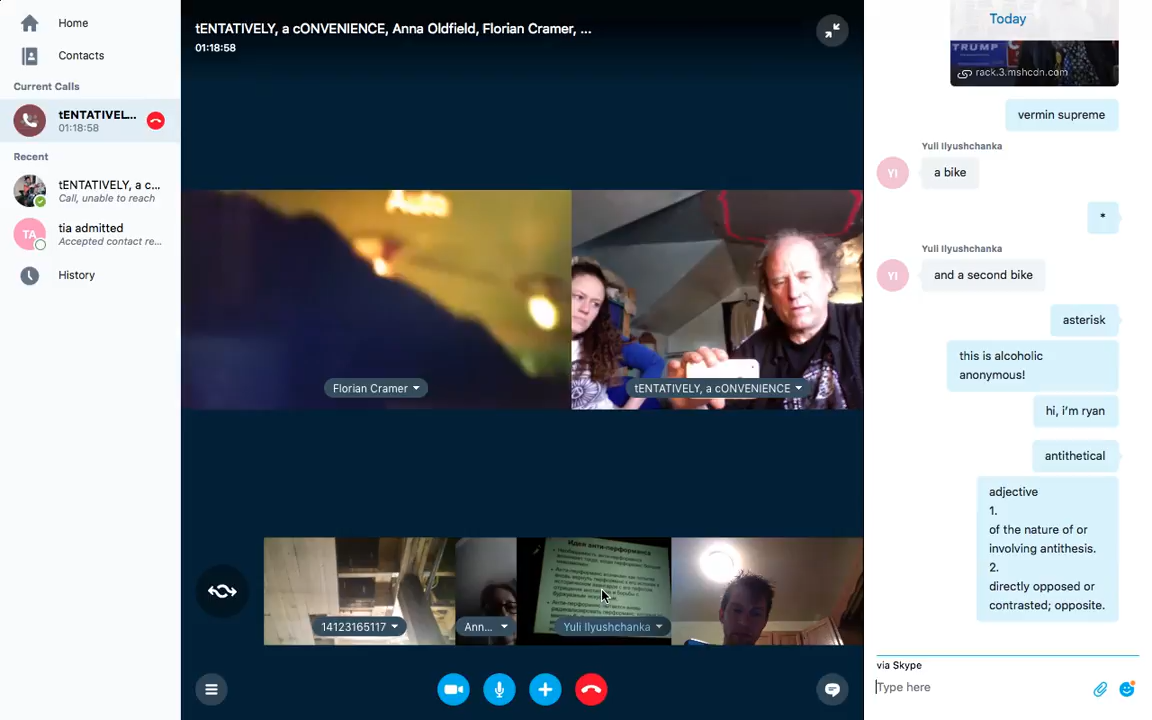 Home
Contacts
Current Calls
tENTATIVEL...
01:18:58
Recent
tENTATIVELY, a c...
Call, unable to reach
tia admitted
TA
Accepted contact re...
History
tENTATIVELY, a cONVENIENCE, Anna Oldfield, Florian Cramer, ...
01:18:58
Florian Cramer
tENTATIVELY, a cONVENIENCE
14123165117
Ann...
Идеи анти-перформанса
Yuli Ilyushchanka
Today
TRUMP
rack.3.mshcdn.com
vermin supreme
Yuli Ilyushchanka
YI
a bike
*
Yuli Ilyushchanka
YI
and a second bike
asterisk
this is alcoholic
anonymous!
hi, i'm ryan
antithetical
adjective
1.
of the nature of or
involving antithesis.
2.
directly opposed or
contrasted; opposite.
via Skype
Type here